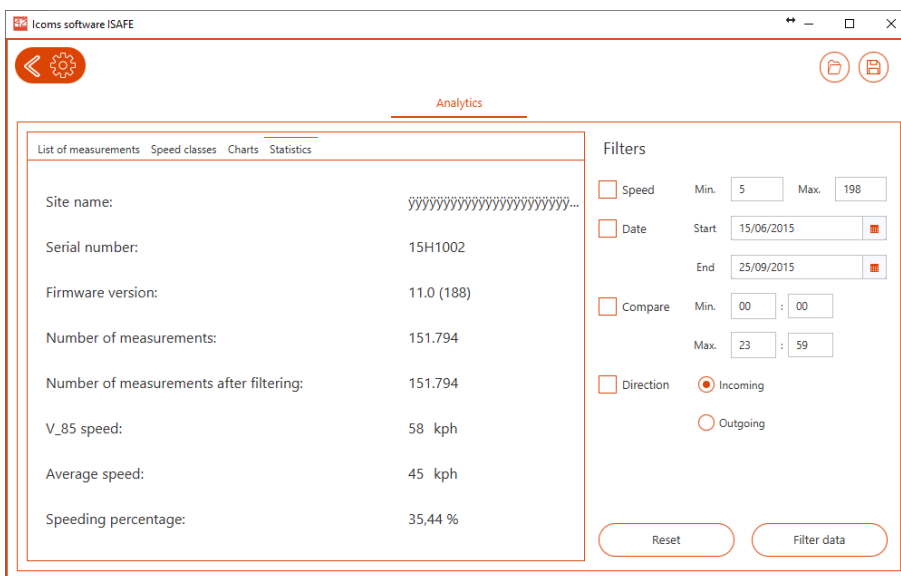 Icoms software ISAFE
Analytics
List of measurements Speed classes Charts Statistics
Site name: ÿÿÿÿÿÿÿÿÿÿÿÿÿÿÿÿÿÿÿÿÿÿÿ...
Serial number: 15H1002
Firmware version: 11.0 (188)
Number of measurements: 151.794
Number of measurements after filtering: 151.794
V_85 speed: 58 kph
Average speed: 45 kph
Speeding percentage: 35,44 %
Filters
Speed Min. 5 Max. 198
Date Start 15/06/2015
End 25/09/2015
Compare Min. 00 : 00
Max. 23 : 59
Direction Incoming
Outgoing
Reset Filter data